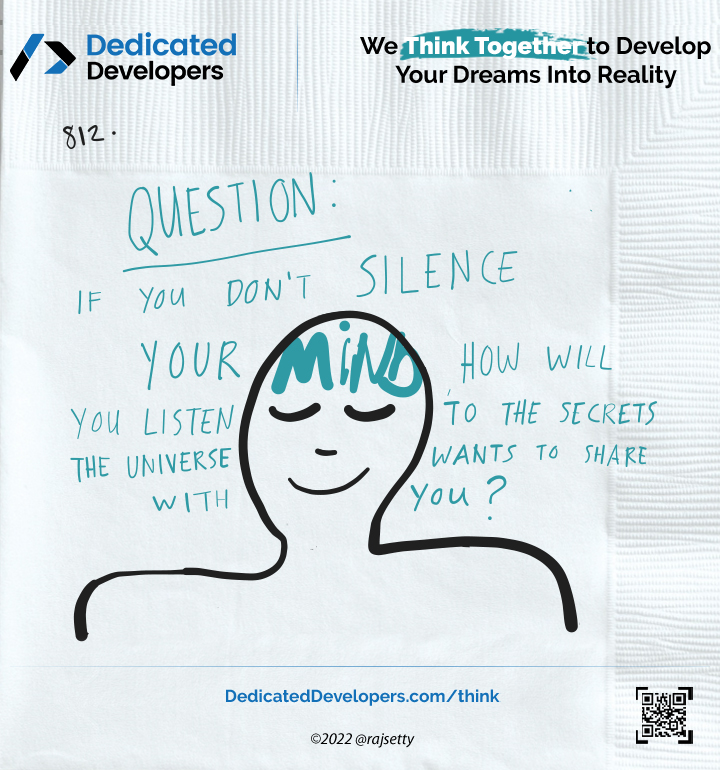 Dedicated
Developers
We Think Together to Develop
Your Dreams Into Reality
812.
QUESTION:
IF YOU DON'T SILENCE
YOUR MiND HOW WILL
YOU LISTEN TO THE SECRETS
THE UNIVERSE WANTS TO SHARE
WITH YOU?
DedicatedDevelopers.com/think
©2022 @rajsetty